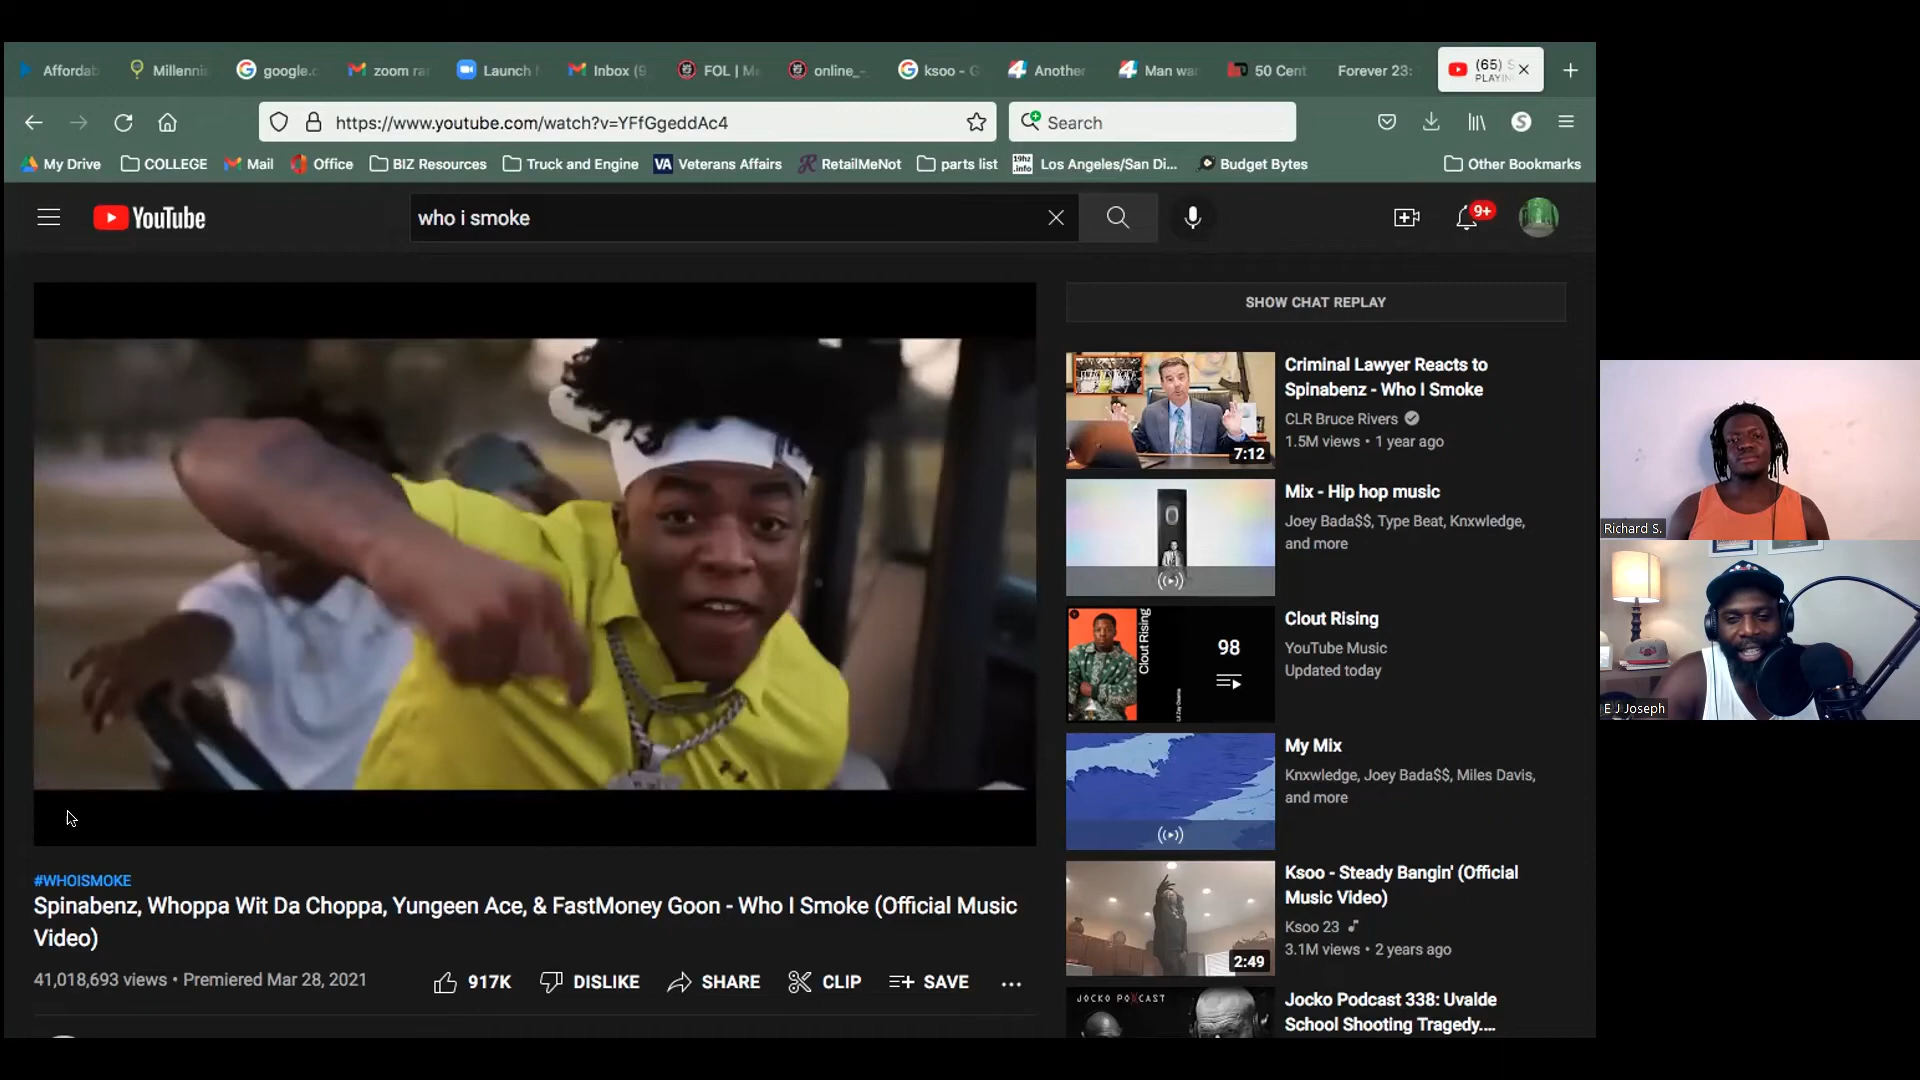 Affordab
Millenni
google.c
zoom ra
Launch
Inbox (9
FOL | M
online_-
ksoo - G
Another
Man wa
50 Cent
Forever 23:
(65) S
PLAYIN
https://www.youtube.com/watch?v=YFfGgeddAc4
Search
My Drive
COLLEGE
Mail
Office
BIZ Resources
Truck and Engine
VA Veterans Affairs
RetailMeNot
parts list
19hz .info Los Angeles/San Di...
Budget Bytes
Other Bookmarks
YouTube
who i smoke
9+
SHOW CHAT REPLAY
Criminal Lawyer Reacts to
Spinabenz - Who I Smoke
CLR Bruce Rivers
1.5M views • 1 year ago
7:12
Mix - Hip hop music
Joey Bada$$, Type Beat, Knxwledge,
and more
Clout Rising
98
Clout Rising
YouTube Music
Updated today
My Mix
Knxwledge, Joey Bada$$, Miles Davis,
and more
Ksoo - Steady Bangin' (Official
Music Video)
Ksoo 23
3.1M views • 2 years ago
2:49
JOCKO PODCAST
Jocko Podcast 338: Uvalde
School Shooting Tragedy....
#WHOISMOKE
Spinabenz, Whoppa Wit Da Choppa, Yungeen Ace, & FastMoney Goon - Who I Smoke (Official Music
Video)
41,018,693 views • Premiered Mar 28, 2021
917K
DISLIKE
SHARE
CLIP
SAVE
Richard S.
E J Joseph